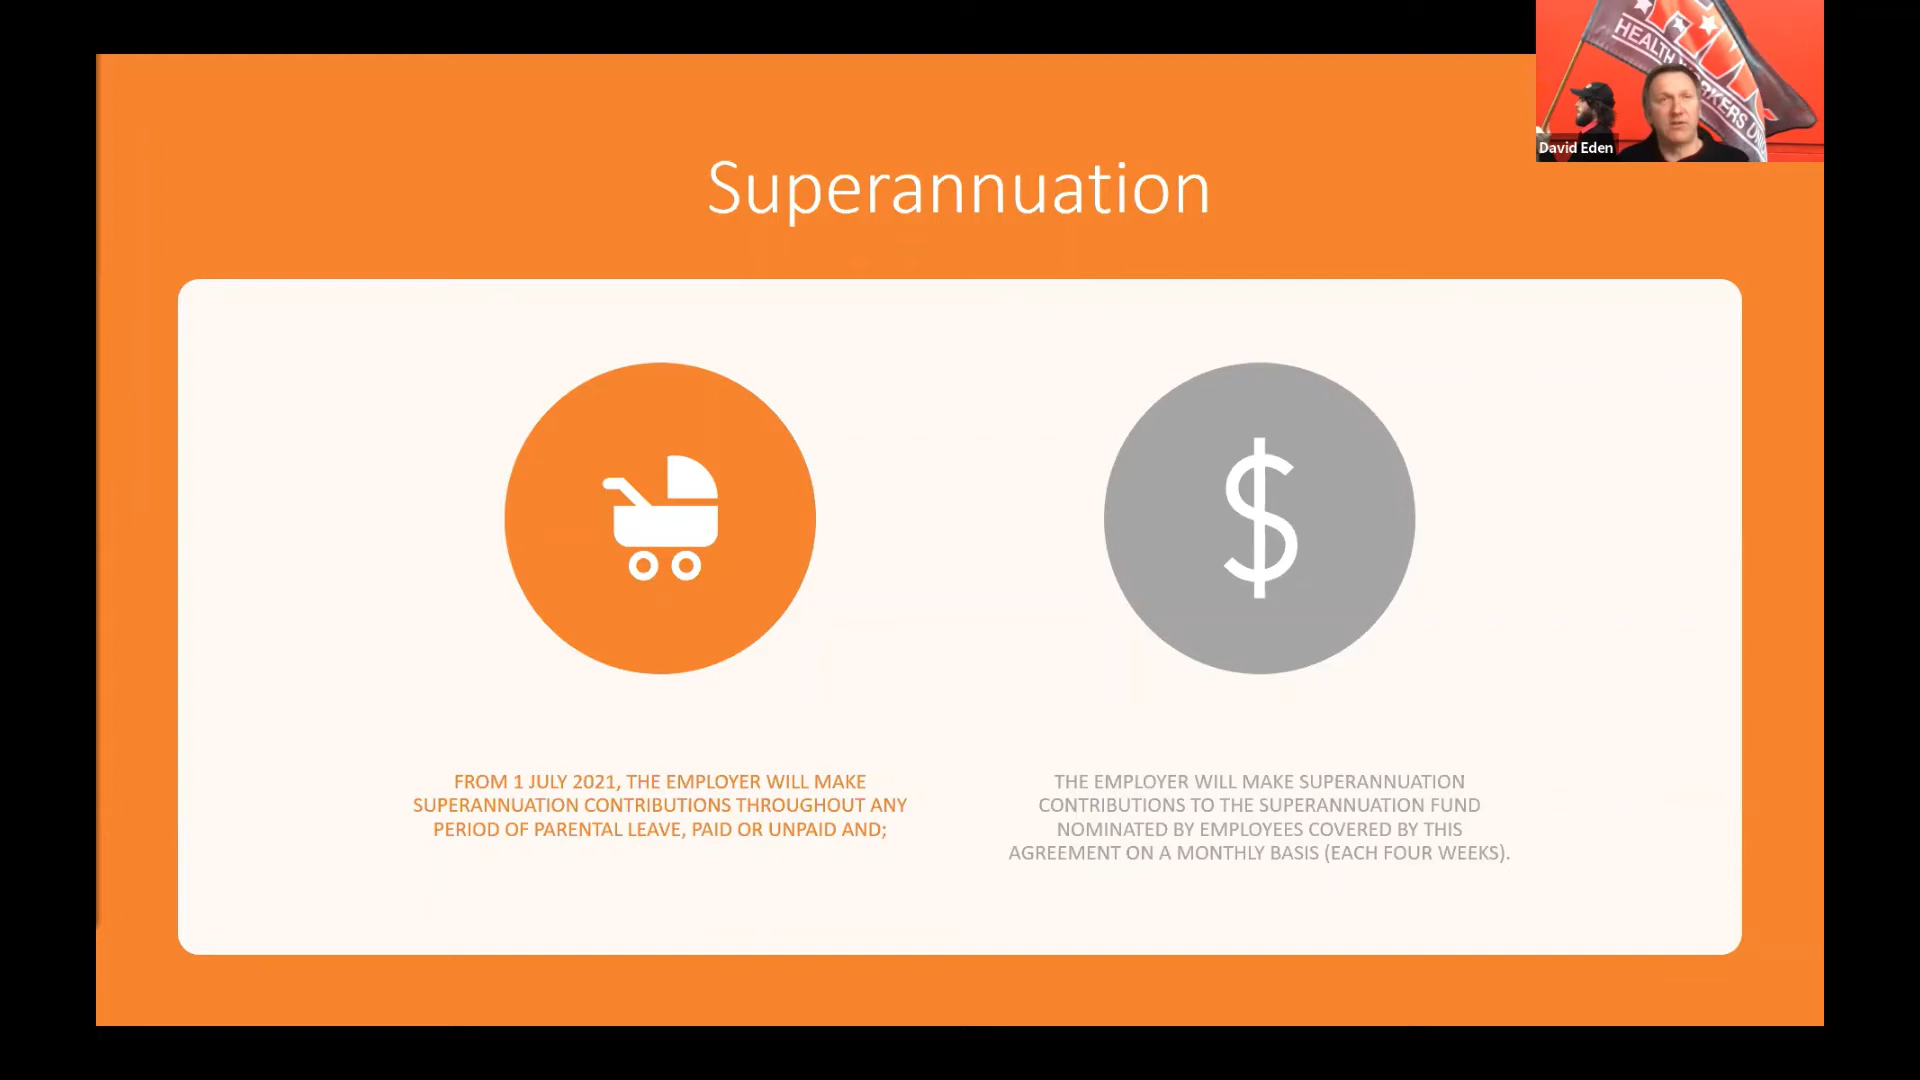 HEALTH WORKERS UNION
David Eden
Superannuation
FROM 1 JULY 2021, THE EMPLOYER WILL MAKE
SUPERANNUATION CONTRIBUTIONS THROUGHOUT ANY
PERIOD OF PARENTAL LEAVE, PAID OR UNPAID AND;
THE EMPLOYER WILL MAKE SUPERANNUATION
CONTRIBUTIONS TO THE SUPERANNUATION FUND
NOMINATED BY EMPLOYEES COVERED BY THIS
AGREEMENT ON A MONTHLY BASIS (EACH FOUR WEEKS).